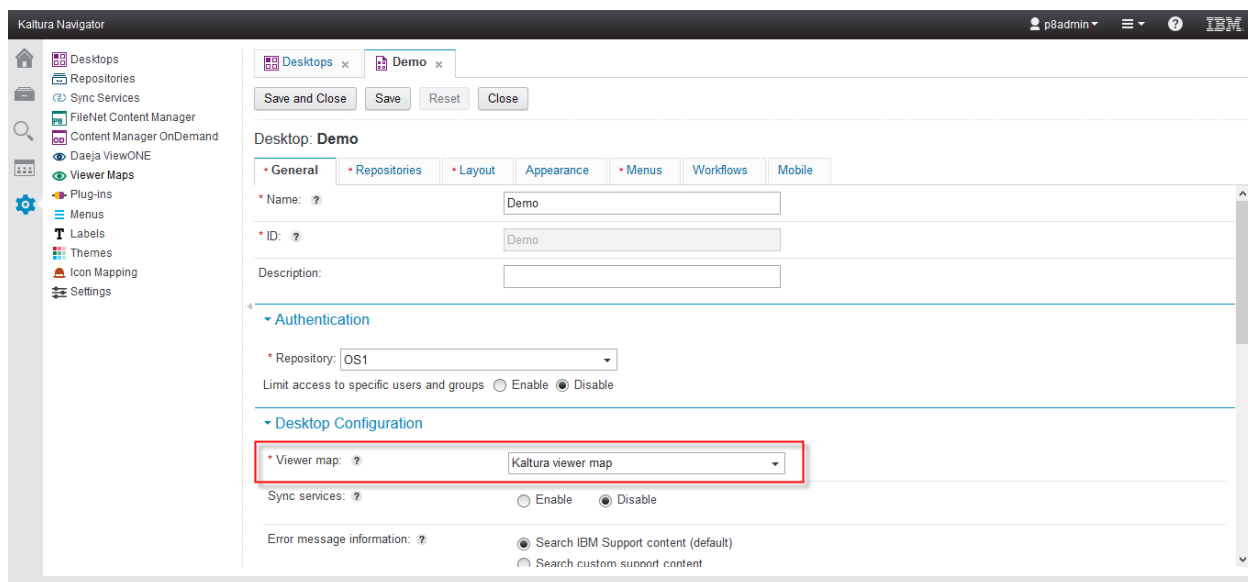 Kaltura Navigator
p8admin
?
IBM
Desktops
Repositories
Sync Services
FileNet Content Manager
Content Manager OnDemand
Daeja ViewONE
Viewer Maps
Plug-ins
Menus
Labels
Themes
Icon Mapping
Settings
Desktops x Demo x
Save and Close Save Reset Close
Desktop: Demo
* General * Repositories * Layout Appearance * Menus Workflows Mobile
* Name: ? Demo
* ID: ? Demo
Description:
Authentication
* Repository: OS1
Limit access to specific users and groups Enable Disable
Desktop Configuration
* Viewer map: ? Kaltura viewer map
Sync services: ? Enable Disable
Error message information: ? Search IBM Support content (default)
Search custom support content